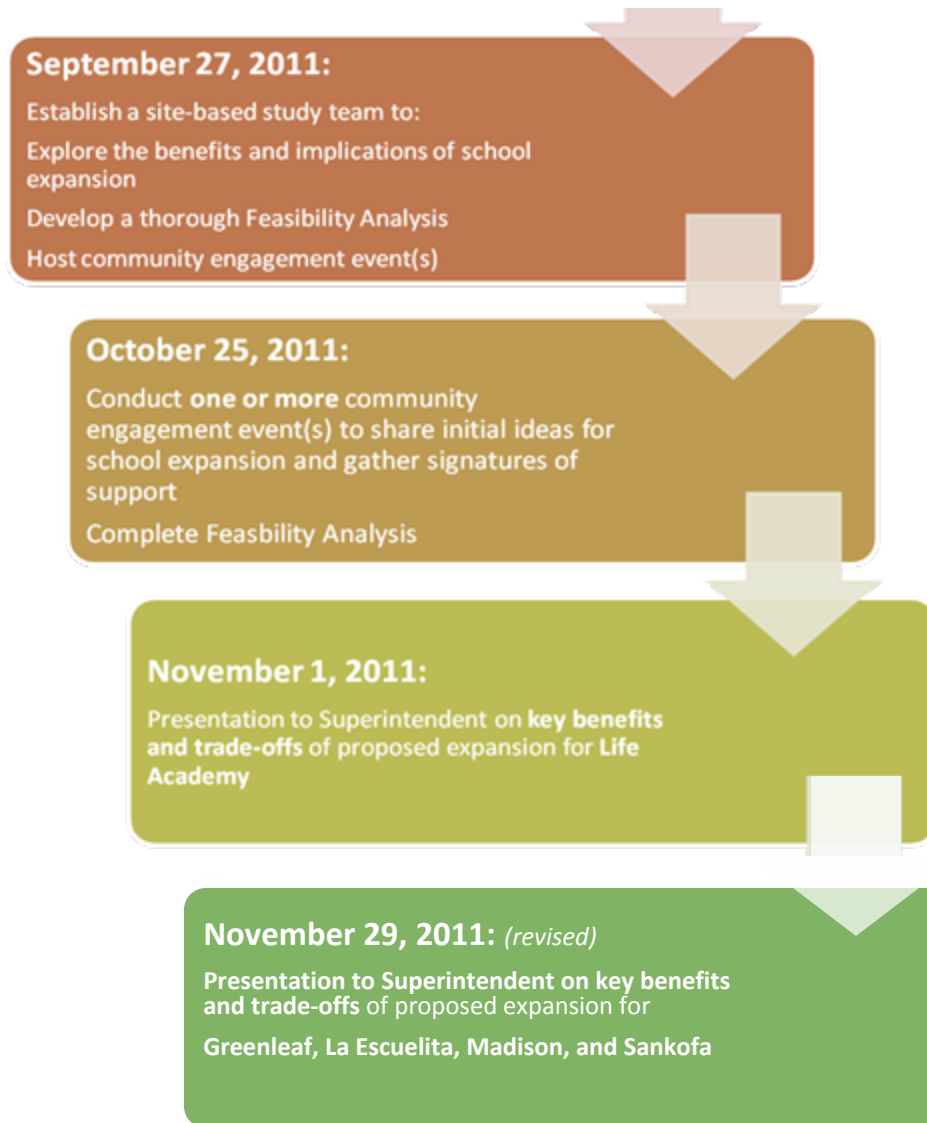 September 27, 2011:
Establish a site-based study team to:
Explore the benefits and implications of school
expansion
Develop a thorough Feasibility Analysis
Host community engagement event(s)
October 25, 2011:
Conduct one or more community
engagement event(s) to share initial ideas for
school expansion and gather signatures of
support
Complete Feasbility Analysis
November 1, 2011:
Presentation to Superintendent on key benefits
and trade-offs of proposed expansion for Life
Academy
November 29, 2011: (revised)
Presentation to Superintendent on key benefits
and trade-offs of proposed expansion for
Greenleaf, La Escuelita, Madison, and Sankofa